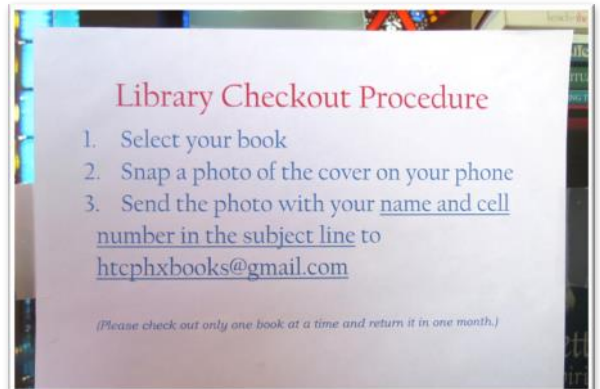 Library Checkout Procedure
1. Select your book
2. Snap a photo of the cover on your phone
3. Send the photo with your name and cell
number in the subject line to
htcphxbooks@gmail.com
(Please check out only one book at a time and return it in one month.)